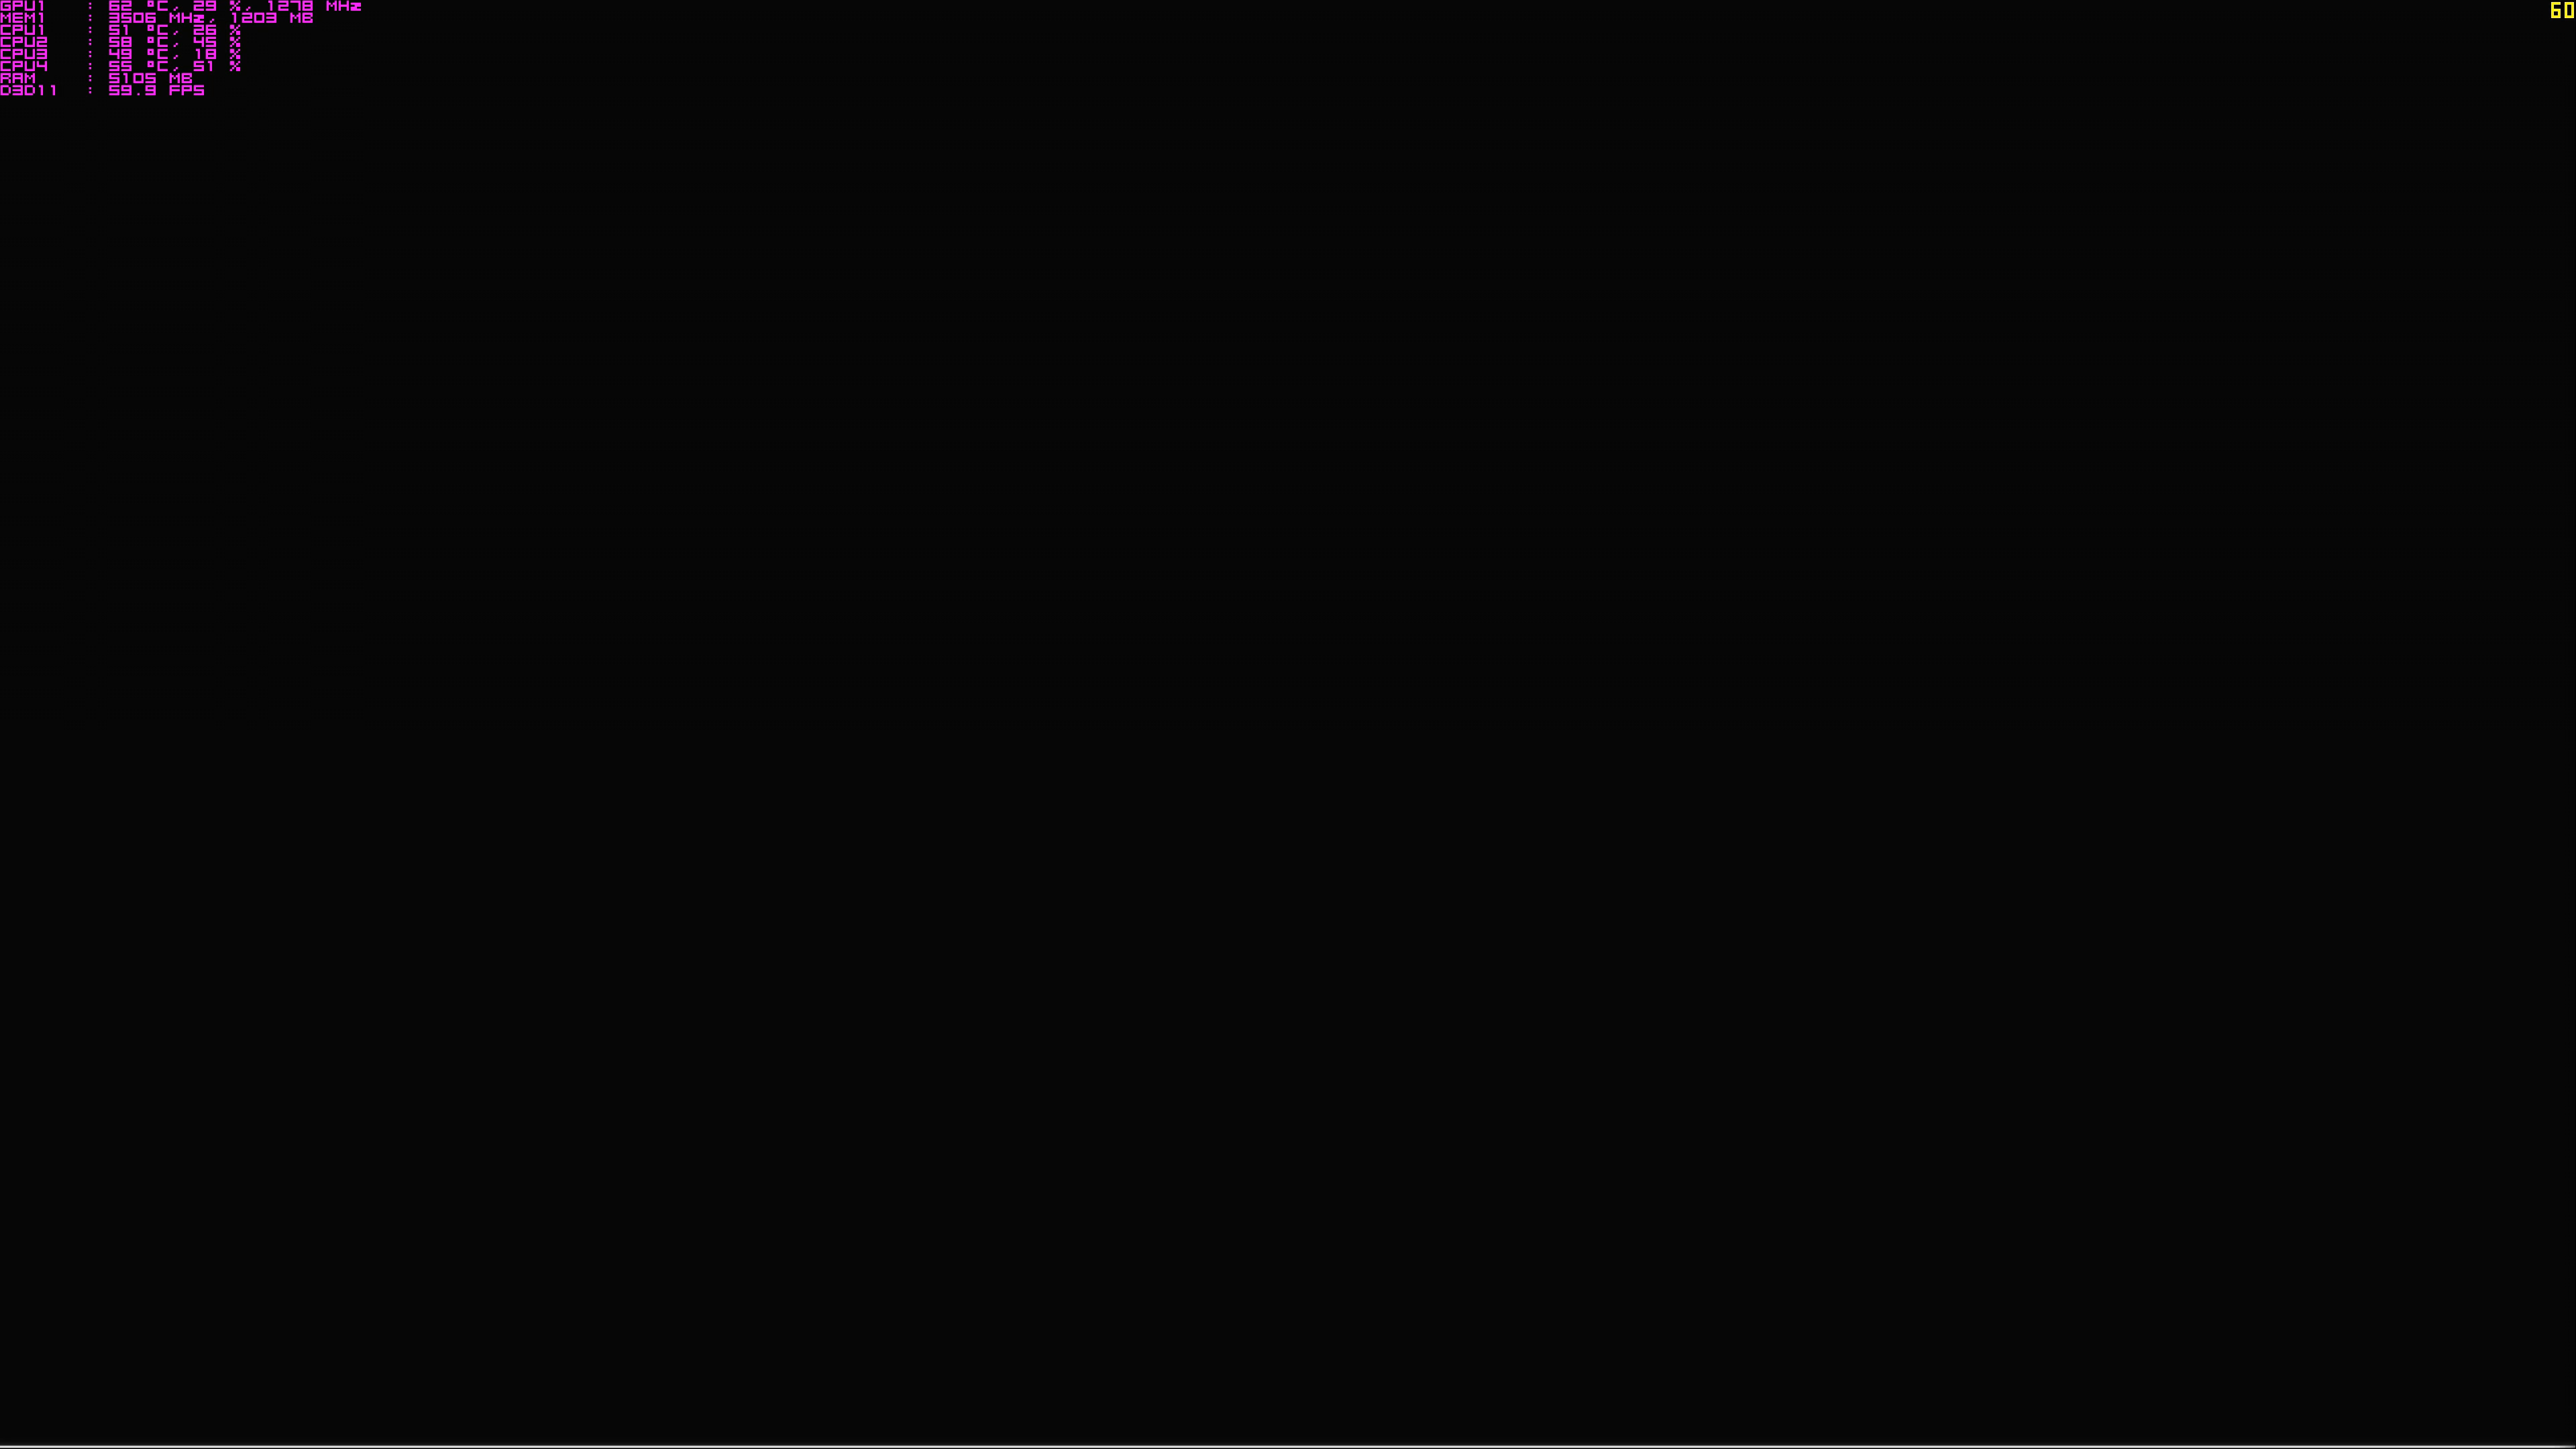 GPU1 : 62 °C, 29 %, 1278 MHz
60
MEM1 : 3506 MHz, 1203 MB
CPU1 : 51 °C, 26 %
CPU2 : 58 °C, 45 %
CPU3 : 49 °C, 18 %
CPU4 : 55 °C, 51 %
RAM : 5105 MB
D3D11 : 59.9 FPS